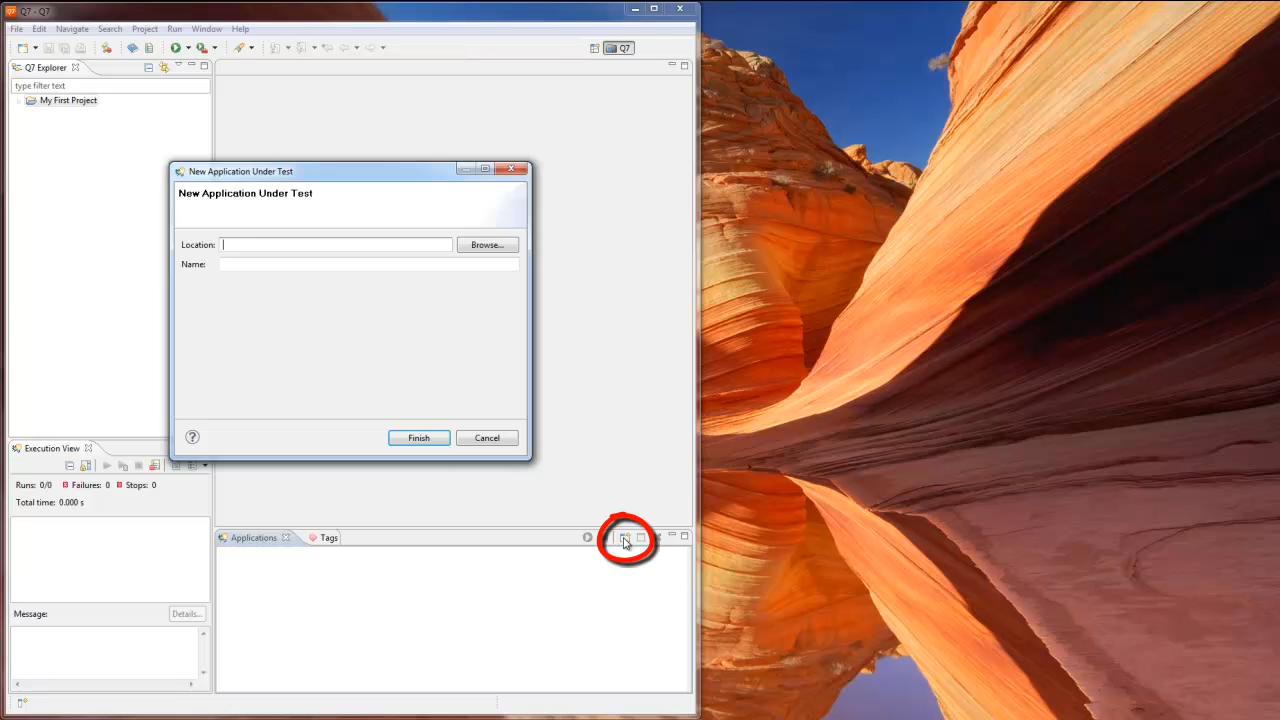 Q7 Q7 - Q7
File Edit Navigate Search Project Run Window Help
Q7
Q7 Explorer
type filter text
My First Project
New Application Under Test
New Application Under Test
Location: Browse...
Name:
? Finish Cancel
Execution View
Runs: 0/0 Failures: 0 Stops: 0
Total time: 0.000 s
Applications Tags
Message: Details...